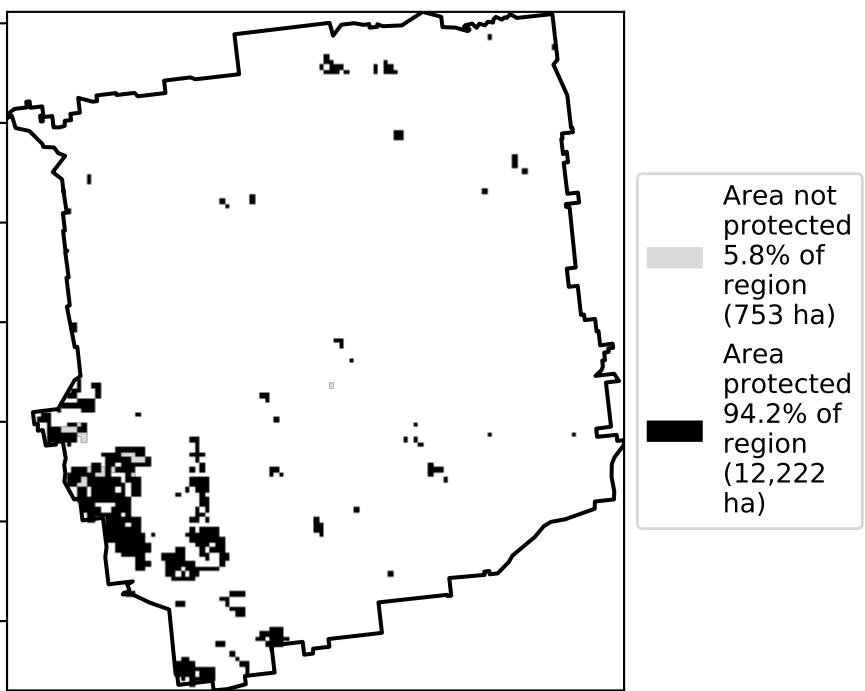 Area not
protected
5.8% of
region
(753 ha)
Area
protected
94.2% of
region
(12,222
ha)